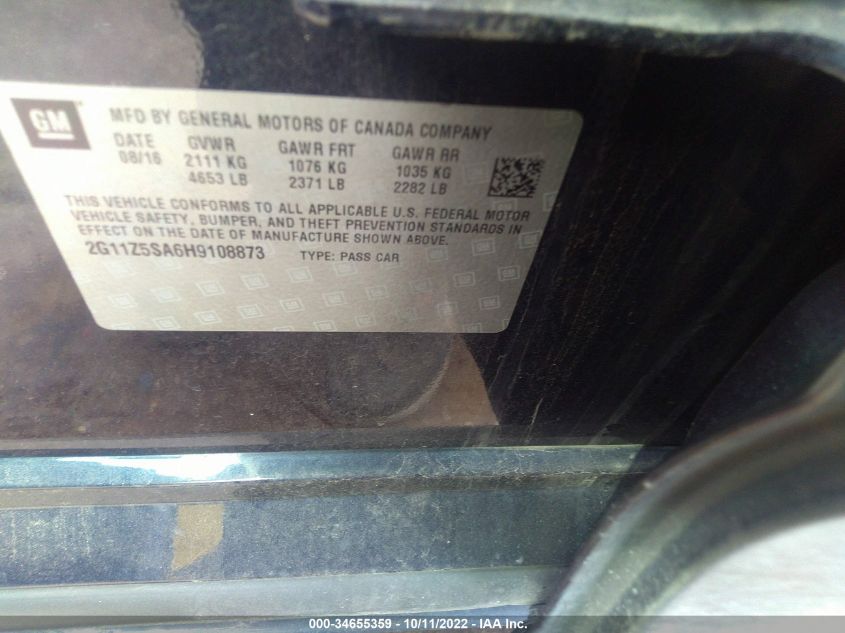 GM
MFD BY GENERAL MOTORS OF CANADA COMPANY
DATE GVWR GAWR FRT GAWR RR
08/16 2111 KG 1076 KG 1035 KG
4653 LB 2371 LB 2282 LB
THIS VEHICLE CONFORMS TO ALL APPLICABLE U.S. FEDERAL MOTOR
VEHICLE SAFETY, BUMPER, AND THEFT PREVENTION STANDARDS IN
EFFECT ON THE DATE OF MANUFACTURE SHOWN ABOVE.
2G11Z5SA6H9108873 TYPE: PASS CAR
000-34655359 - 10/11/2022 - IAA Inc.